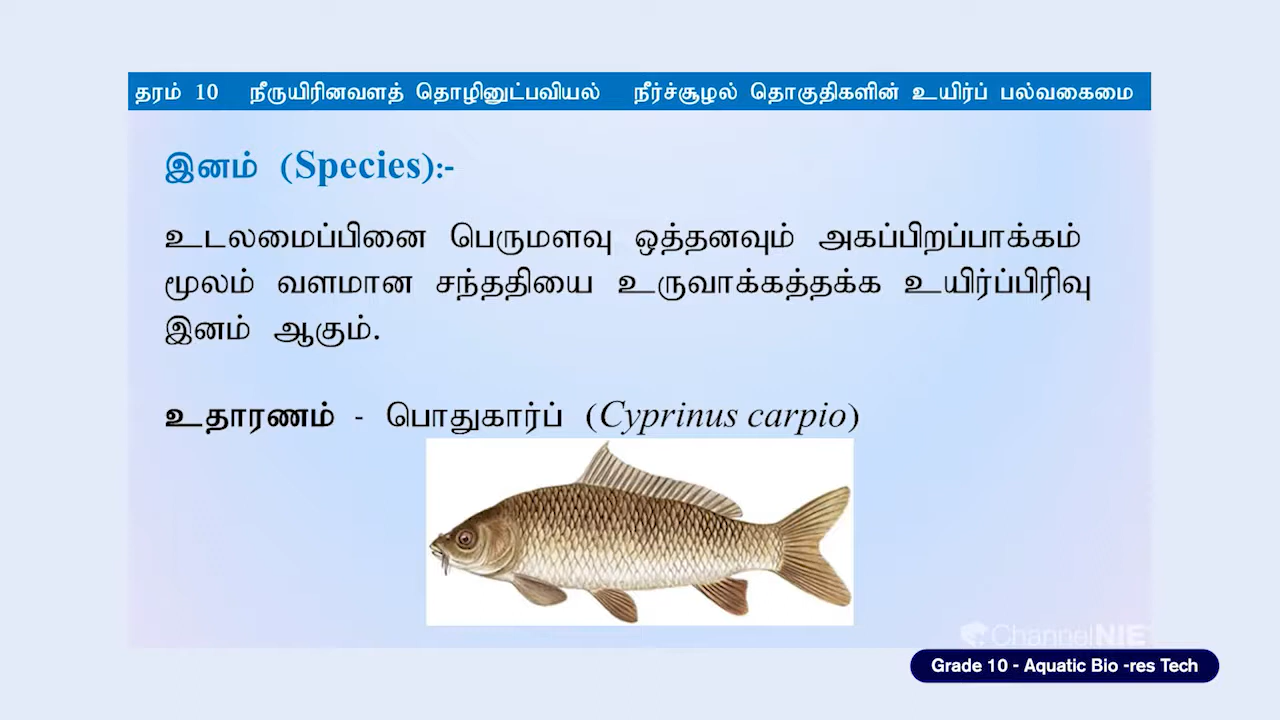 தரம் 10 நீருயிரினவளத் தொழினுட்பவியல் நீர்ச்சூழல் தொகுதிகளின் உயிர்ப் பல்வகைமை
இனம் (Species):-
உடலமைப்பினை பெருமளவு ஒத்தனவும் அகப்பிறப்பாக்கம்
மூலம் வளமான சந்ததியை உருவாக்கத்தக்க உயிர்ப்பிரிவு
இனம் ஆகும்.
உதாரணம் - பொதுகார்ப் (Cyprinus carpio)
ChannelNIE
Grade 10 - Aquatic Bio -res Tech